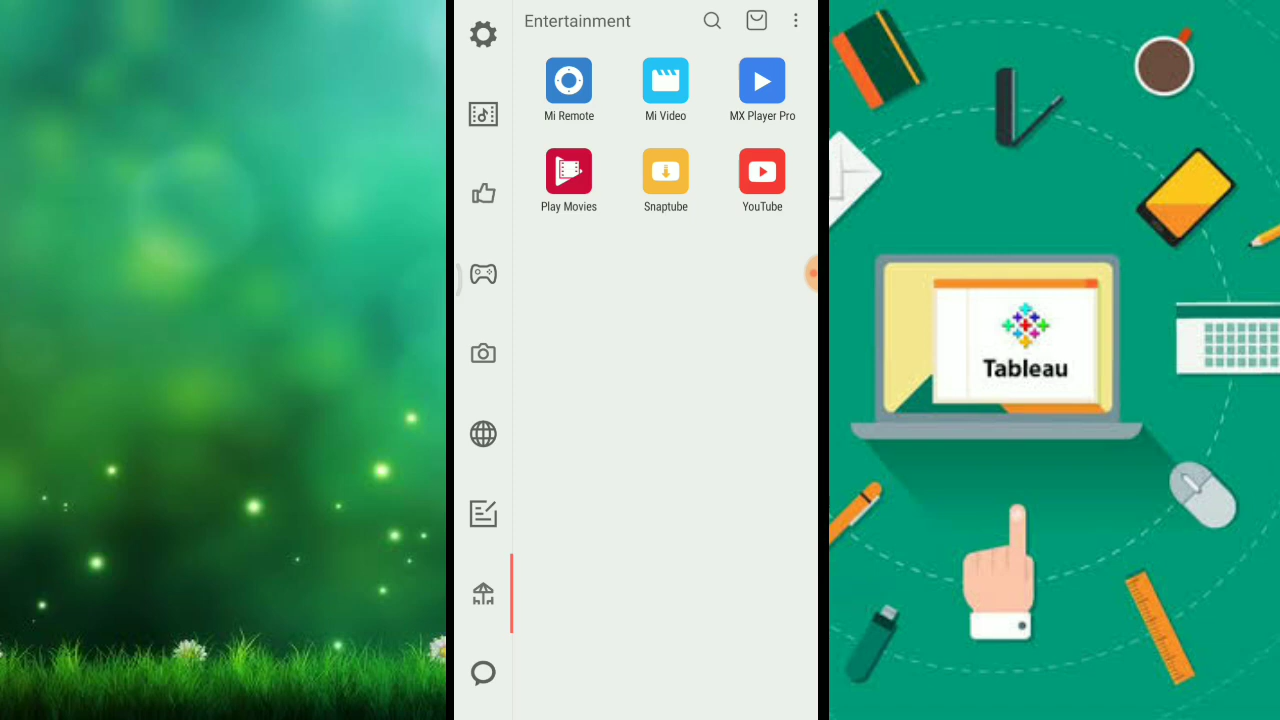 Entertainment
Mi Remote
Mi Video
MX Player Pro
Play Movies
Snaptube
YouTube
Tableau